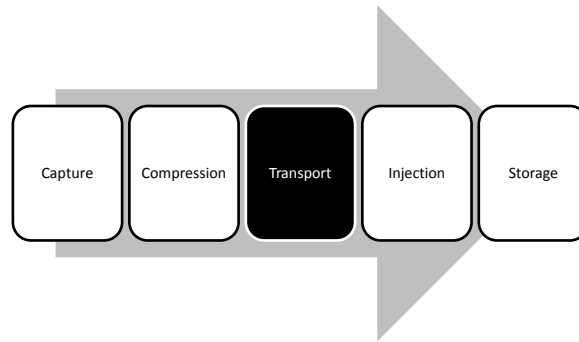 Capture
Compression
Transport
Injection
Storage